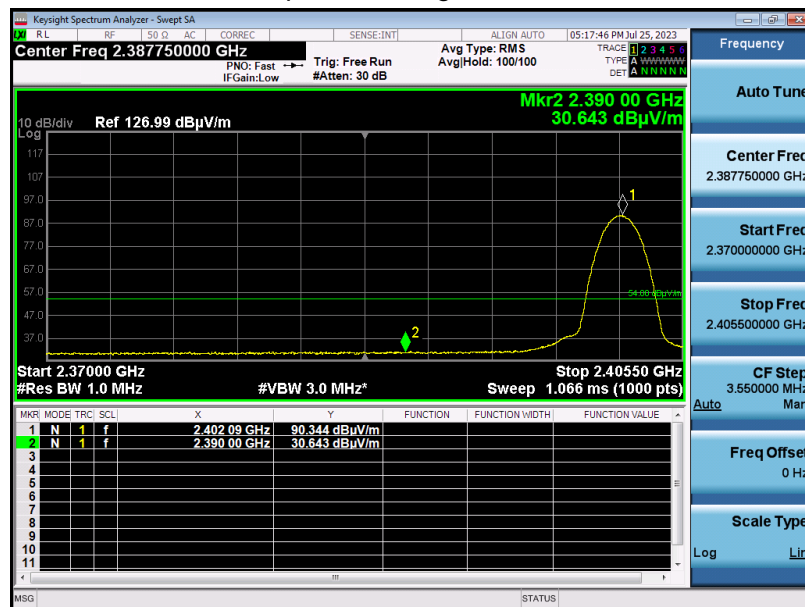 Keysight Spectrum Analyzer - Swept SA
LXI RL RF 50 Ω AC CORREC SENSE:INT ALIGN AUTO 05:17:46 PM Jul 25, 2023
Center Freq 2.387750000 GHz
PNO: Fast
IFGain:Low
Trig: Free Run
#Atten: 30 dB
Avg Type: RMS
Avg|Hold: 100/100
TRACE 1 2 3 4 5 6
TYPE A WWWWW
DET A N N N N N
Mkr2 2.390 00 GHz
30.643 dBµV/m
10 dB/div Ref 126.99 dBµV/m
Log
117
107
97.0
87.0
77.0
67.0
57.0
47.0
37.0
1
54.00 dBµV/m
2
Start 2.37000 GHz Stop 2.40550 GHz
#Res BW 1.0 MHz #VBW 3.0 MHz* Sweep 1.066 ms (1000 pts)
MKR MODE TRC SCL X Y FUNCTION FUNCTION WIDTH FUNCTION VALUE
1 N 1 f 2.402 09 GHz 90.344 dBµV/m
2 N 1 f 2.390 00 GHz 30.643 dBµV/m
3
4
5
6
7
8
9
10
11
MSG STATUS
Frequency
Auto Tune
Center Freq
2.387750000 GHz
Start Freq
2.370000000 GHz
Stop Freq
2.405500000 GHz
CF Step
3.550000 MHz
Auto Man
Freq Offset
0 Hz
Scale Type
Log Lin